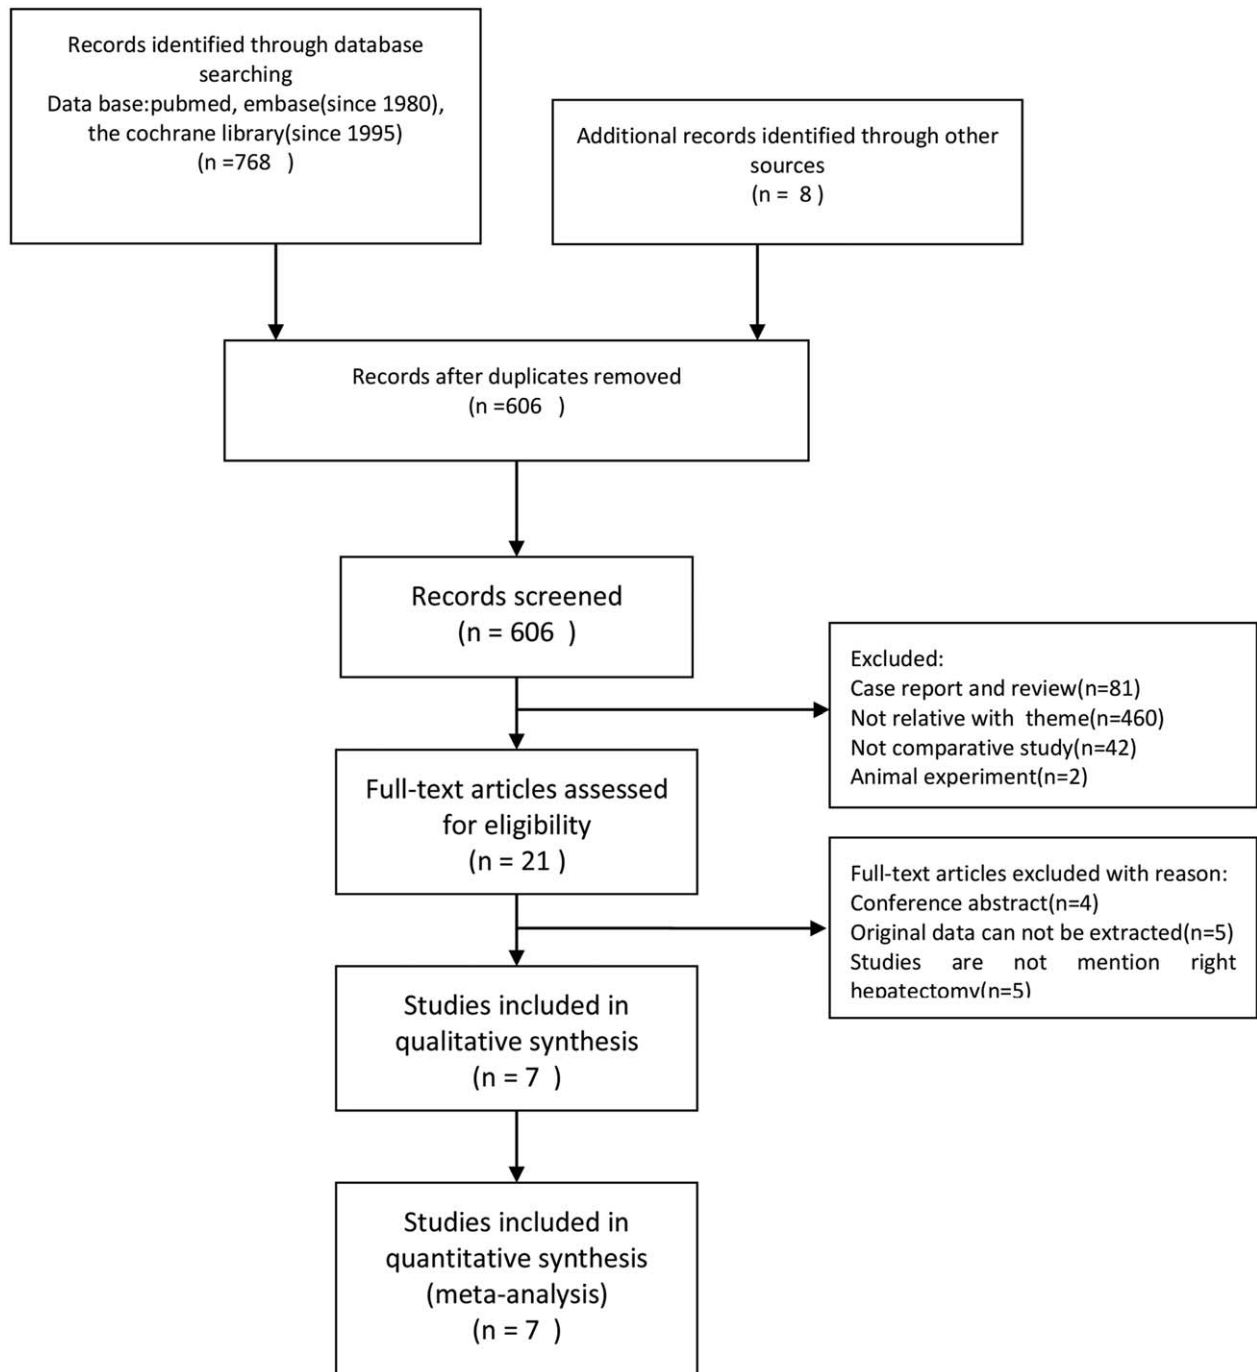 Records identified through database
searching
Data base:pubmed, embase(since 1980),
the cochrane library(since 1995)
(n =768 )
Additional records identified through other
sources
(n = 8 )
Records after duplicates removed
(n =606 )
Records screened
(n = 606 )
Excluded:
Case report and review(n=81)
Not relative with theme(n=460)
Not comparative study(n=42)
Animal experiment(n=2)
Full-text articles assessed
for eligibility
(n = 21 )
Full-text articles excluded with reason:
Conference abstract(n=4)
Original data can not be extracted(n=5)
Studies are not mention right
hepatectomy(n=5)
Studies included in
qualitative synthesis
(n = 7 )
Studies included in
quantitative synthesis
(meta-analysis)
(n = 7 )